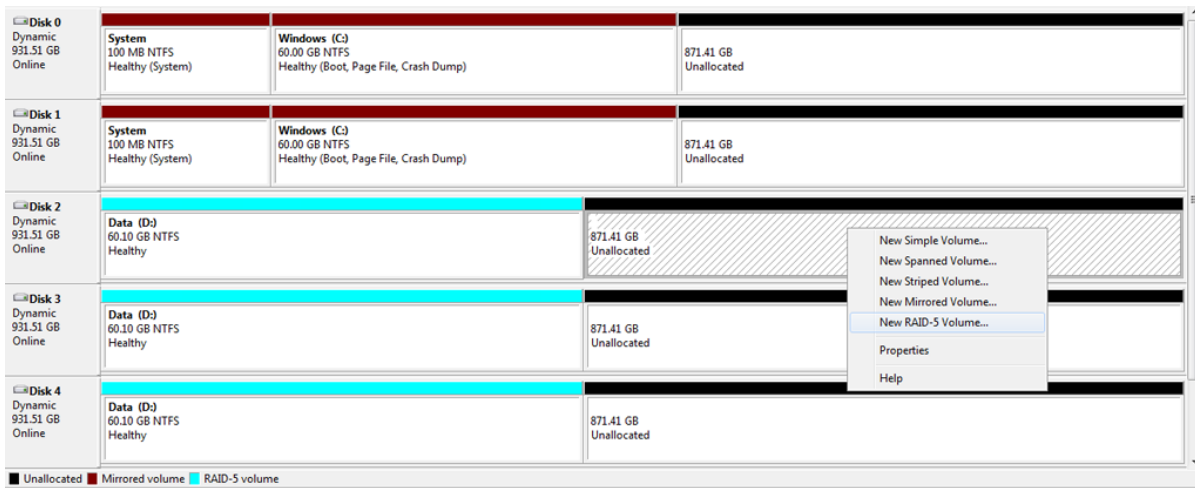 Disk 0
Dynamic
931.51 GB
Online
System
100 MB NTFS
Healthy (System)
Windows (C:)
60.00 GB NTFS
Healthy (Boot, Page File, Crash Dump)
871.41 GB
Unallocated
Disk 1
Dynamic
931.51 GB
Online
System
100 MB NTFS
Healthy (System)
Windows (C:)
60.00 GB NTFS
Healthy (Boot, Page File, Crash Dump)
871.41 GB
Unallocated
Disk 2
Dynamic
931.51 GB
Online
Data (D:)
60.10 GB NTFS
Healthy
871.41 GB
Unallocated
New Simple Volume...
New Spanned Volume...
New Striped Volume...
New Mirrored Volume...
New RAID-5 Volume...
Properties
Help
Disk 3
Dynamic
931.51 GB
Online
Data (D:)
60.10 GB NTFS
Healthy
871.41 GB
Unallocated
Disk 4
Dynamic
931.51 GB
Online
Data (D:)
60.10 GB NTFS
Healthy
871.41 GB
Unallocated
Unallocated Mirrored volume RAID-5 volume